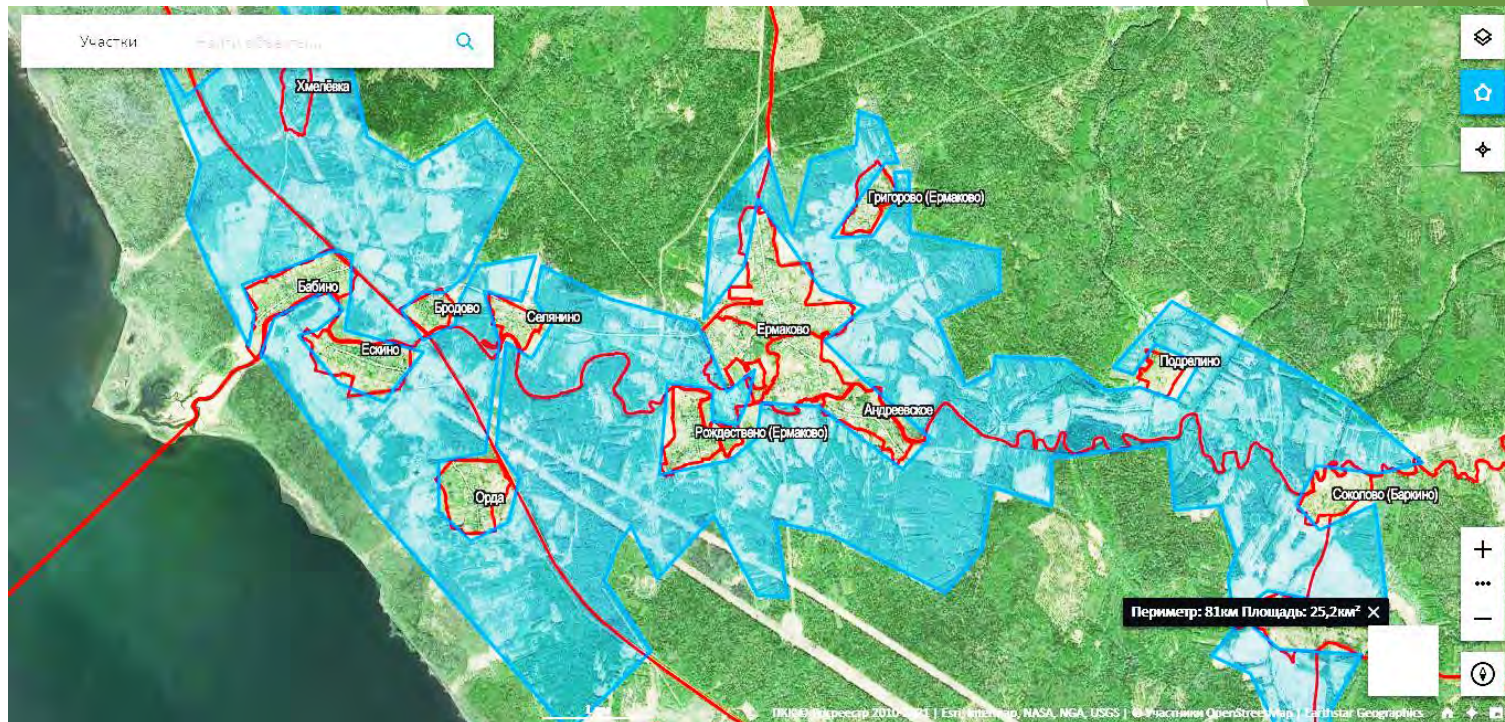 Участки
Хмелёвка
Григорово (Ермаково)
Бабино
Бродово
Селянино
Ермаково
Ескино
Подрелино
Андреевское
Рождествено (Ермаково)
Орда
Соколово (Баркино)
Периметр: 81км Площадь: 25,2км² ✕
| Esri, NASA, NGA, USGS | © Участники OpenStreetMap | Earthstar Geographics